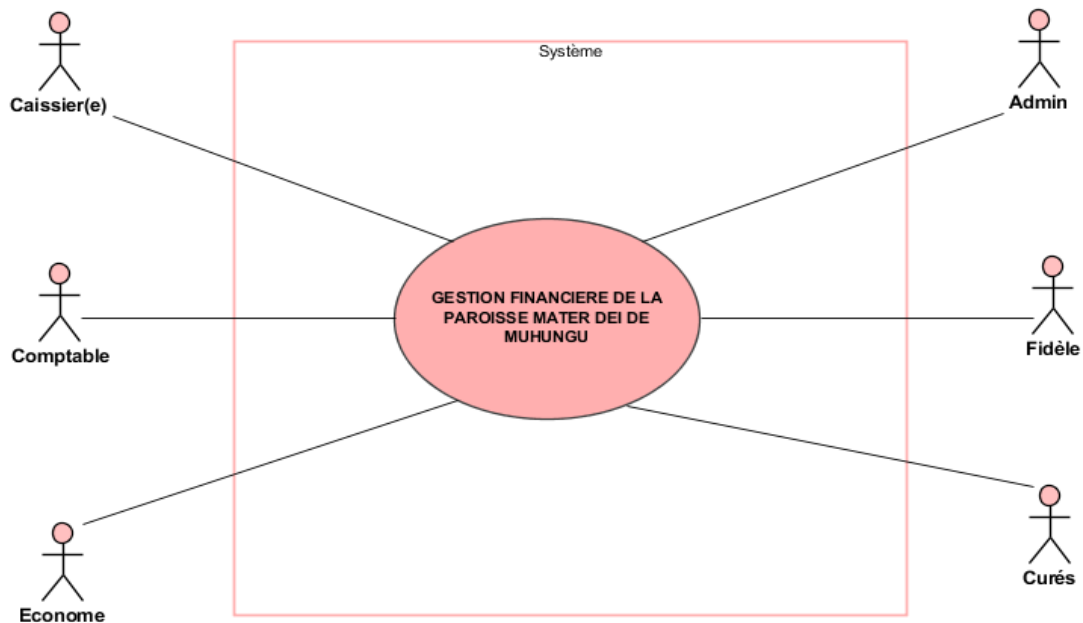 Système
Caissier(e)
Admin
GESTION FINANCIERE DE LA
PAROISSE MATER DEI DE
MUHUNGU
Comptable
Fidèle
Econome
Curés